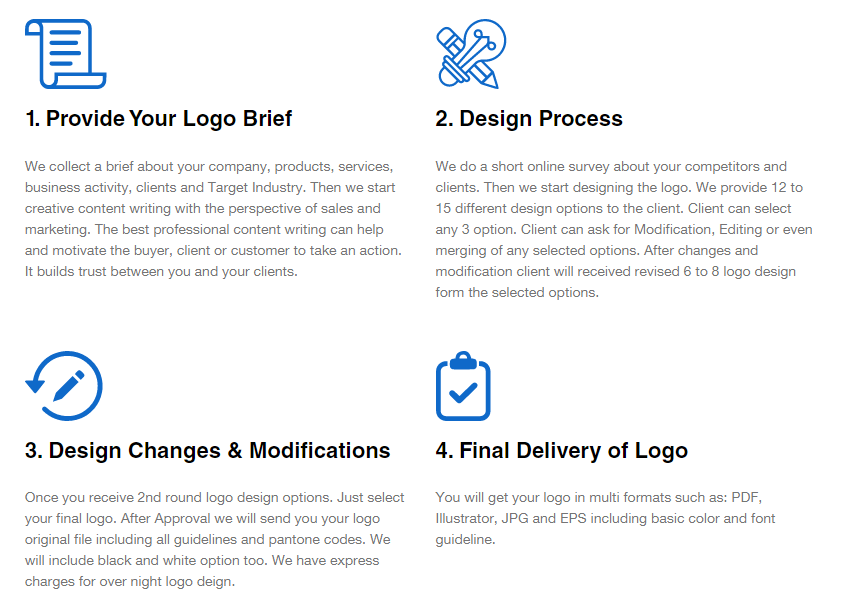 1. Provide Your Logo Brief
We collect a brief about your company, products, services,
business activity, clients and Target Industry. Then we start
creative content writing with the perspective of sales and
marketing. The best professional content writing can help
and motivate the buyer, client or customer to take an action.
It builds trust between you and your clients.
2. Design Process
We do a short online survey about your competitors and
clients. Then we start designing the logo. We provide 12 to
15 different design options to the client. Client can select
any 3 option. Client can ask for Modification, Editing or even
merging of any selected options. After changes and
modification client will received revised 6 to 8 logo design
form the selected options.
3. Design Changes & Modifications
Once you receive 2nd round logo design options. Just select
your final logo. After Approval we will send you your logo
original file including all guidelines and pantone codes. We
will include black and white option too. We have express
charges for over night logo deign.
4. Final Delivery of Logo
You will get your logo in multi formats such as: PDF,
Illustrator, JPG and EPS including basic color and font
guideline.